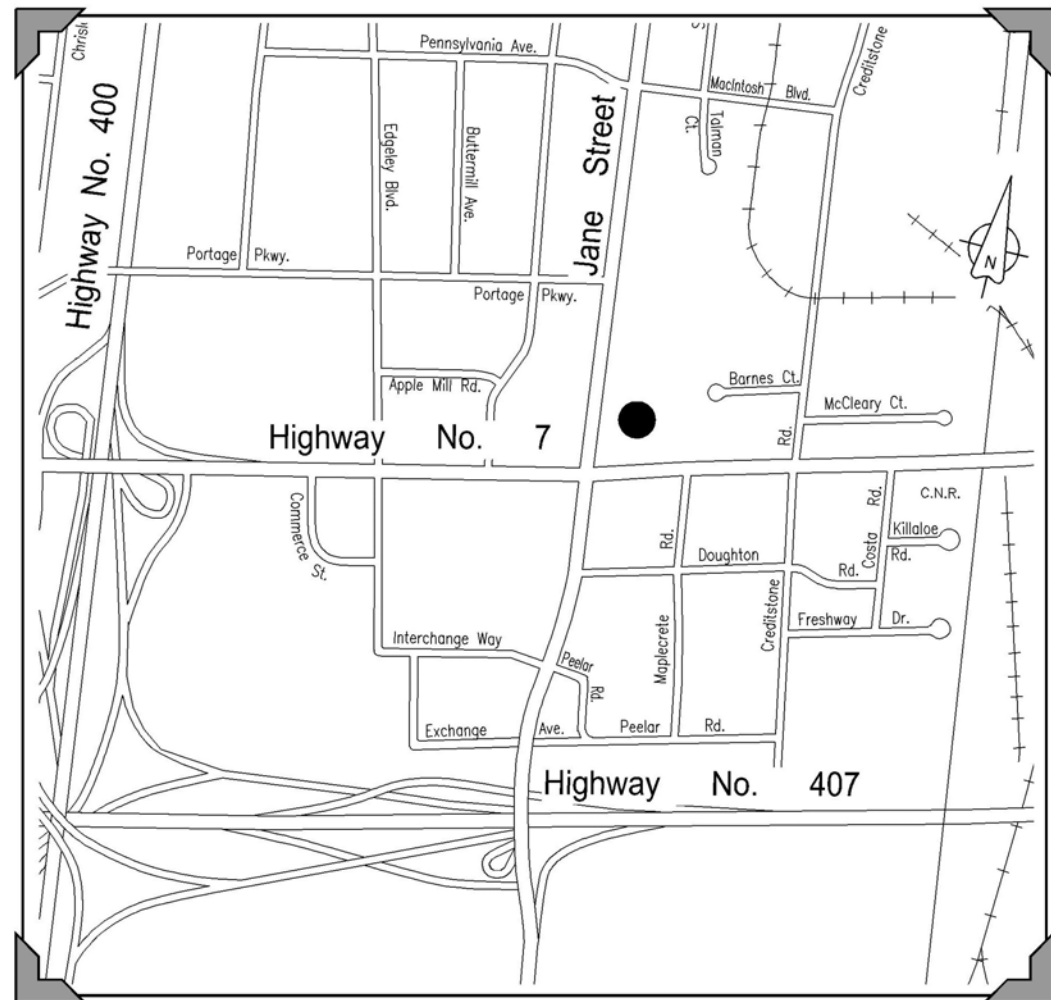 Pennsylvania Ave.
Creditstone
MacIntosh Blvd.
Talman Ct.
Highway No. 400
Edgeley Blvd.
Buttermill Ave.
Jane Street
Portage Pkwy.
Portage Pkwy.
N
Apple Mill Rd.
Barnes Ct.
McCleary Ct.
Highway No. 7
Rd.
Commerce St.
Rd.
Doughton Rd.
Costa Rd.
C.N.R.
Killaloe Rd.
Interchange Way
Peelar Rd.
Maplecrete
Creditstone
Freshway Dr.
Exchange Ave.
Peelar Rd.
Highway No. 407